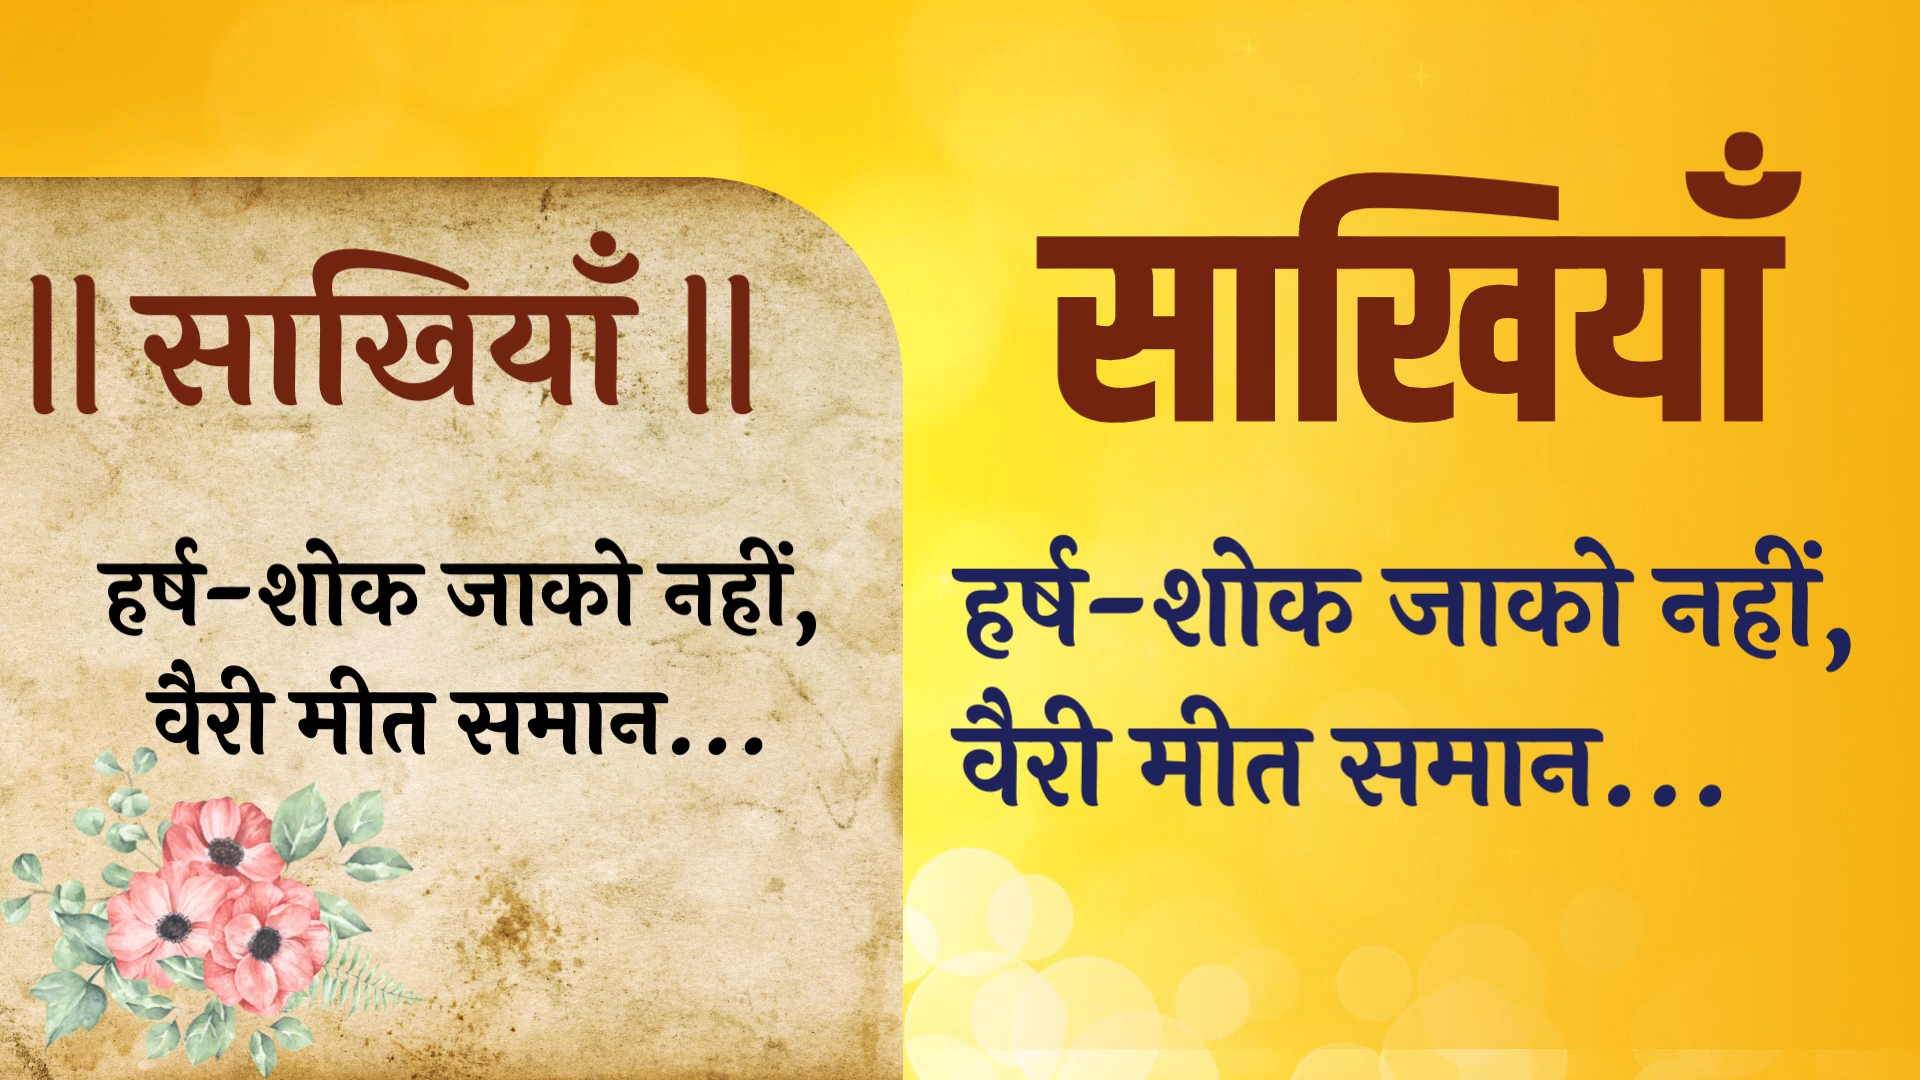 || साखियाँ ||
हर्ष-शोक जाको नहीं,
वैरी मीत समान...
साखियाँ
हर्ष-शोक जाको नहीं,
वैरी मीत समान...